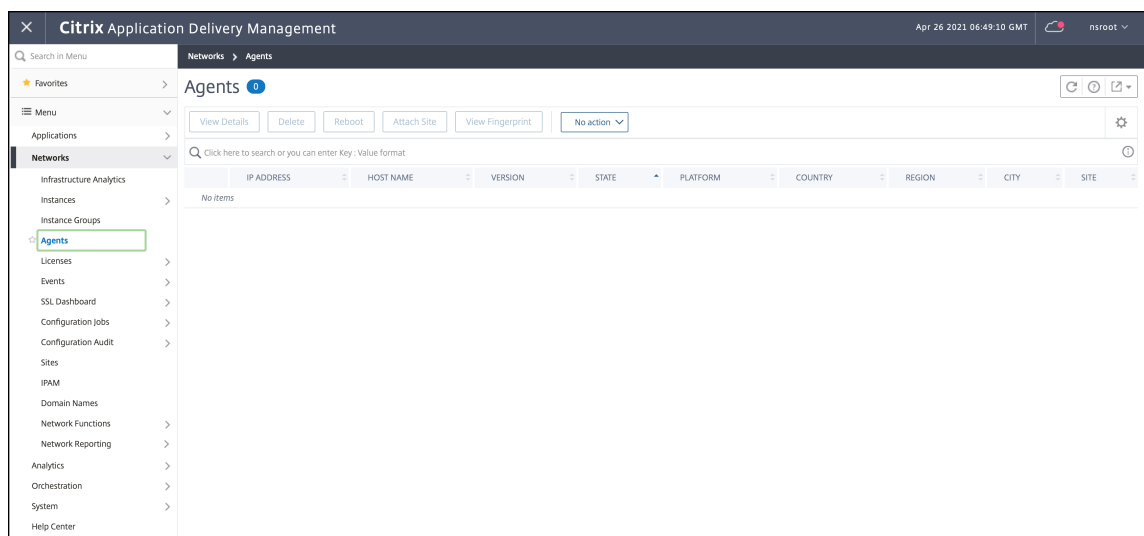 Citrix Application Delivery Management
Apr 26 2021 06:49:10 GMT
nsroot
Search in Menu
Networks > Agents
Favorites
Agents 0
Menu
View Details Delete Reboot Attach Site View Fingerprint No action
Applications
Click here to search or you can enter Key : Value format
Networks
IP ADDRESS HOST NAME VERSION STATE PLATFORM COUNTRY REGION CITY SITE
Infrastructure Analytics
No items
Instances
Instance Groups
Agents
Licenses
Events
SSL Dashboard
Configuration Jobs
Configuration Audit
Sites
IPAM
Domain Names
Network Functions
Network Reporting
Analytics
Orchestration
System
Help Center